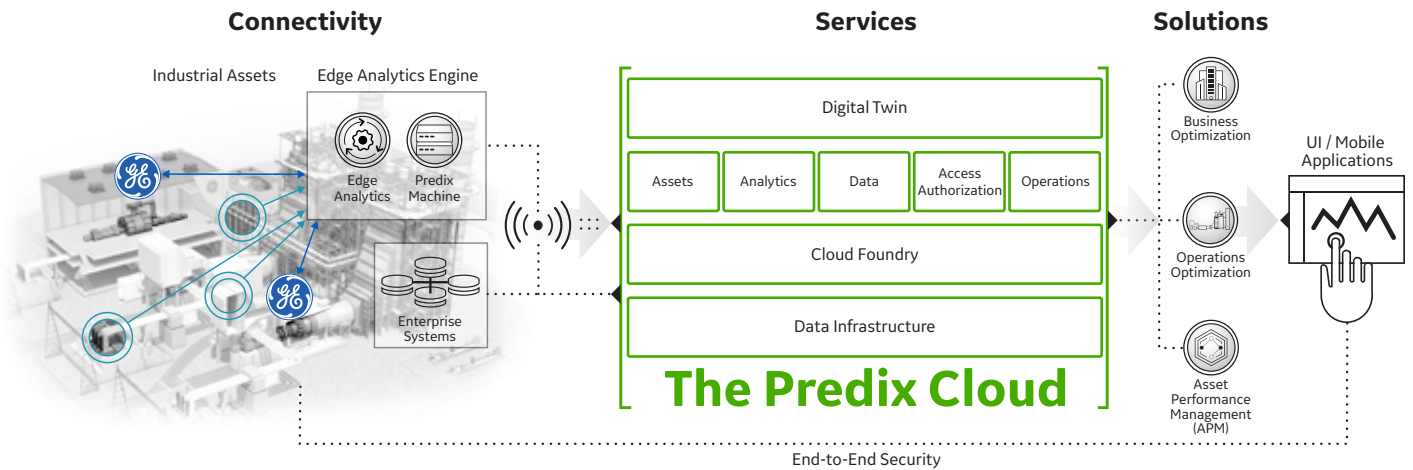 Connectivity
Services
Solutions
Industrial Assets
Edge Analytics Engine
Edge
Analytics
Predix
Machine
Enterprise
Systems
GE
GE
Digital Twin
Assets
Analytics
Data
Access
Authorization
Operations
Cloud Foundry
Data Infrastructure
The Predix Cloud
Business
Optimization
Operations
Optimization
Asset
Performance
Management
(APM)
UI / Mobile
Applications
End-to-End Security